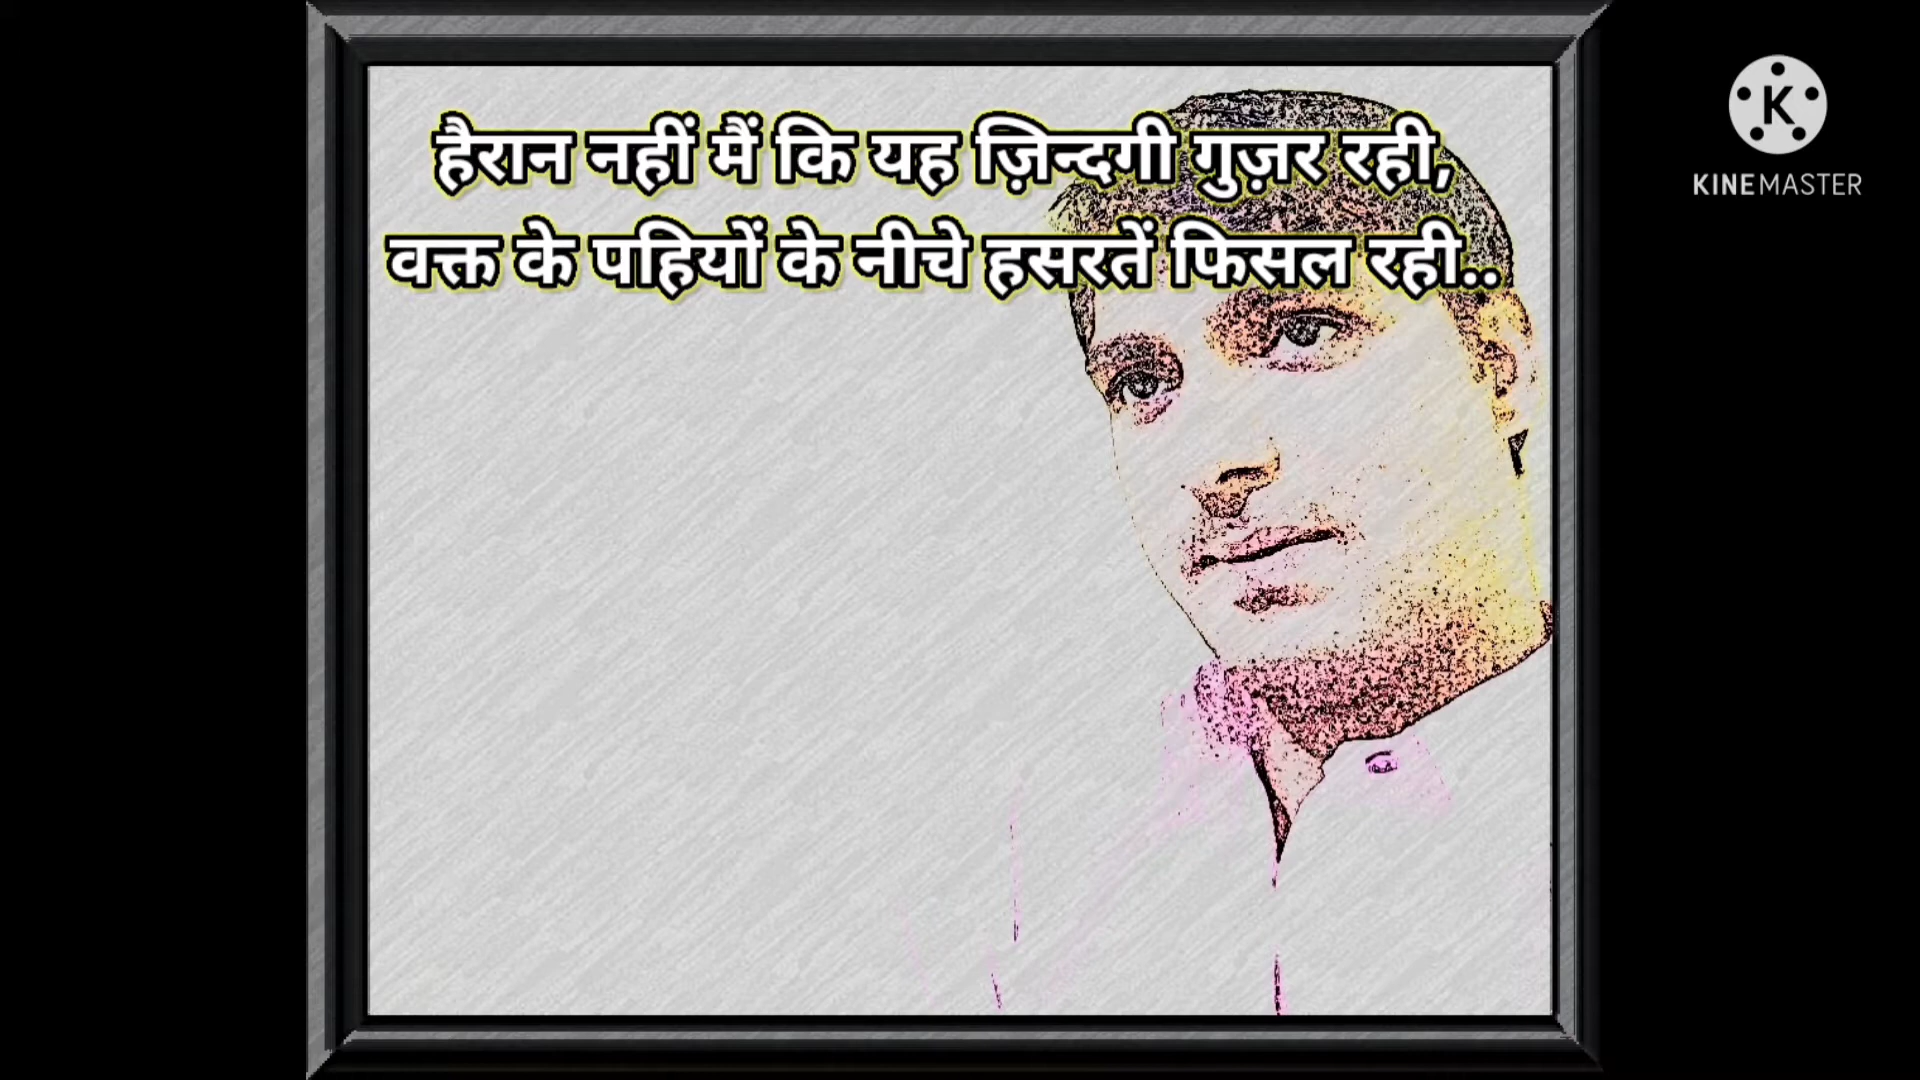 हैरान नहीं मैं कि यह ज़िन्दगी गुज़र रही,
वक्त के पहियों के नीचे हसरतें फिसल रही..
K
KINEMASTER